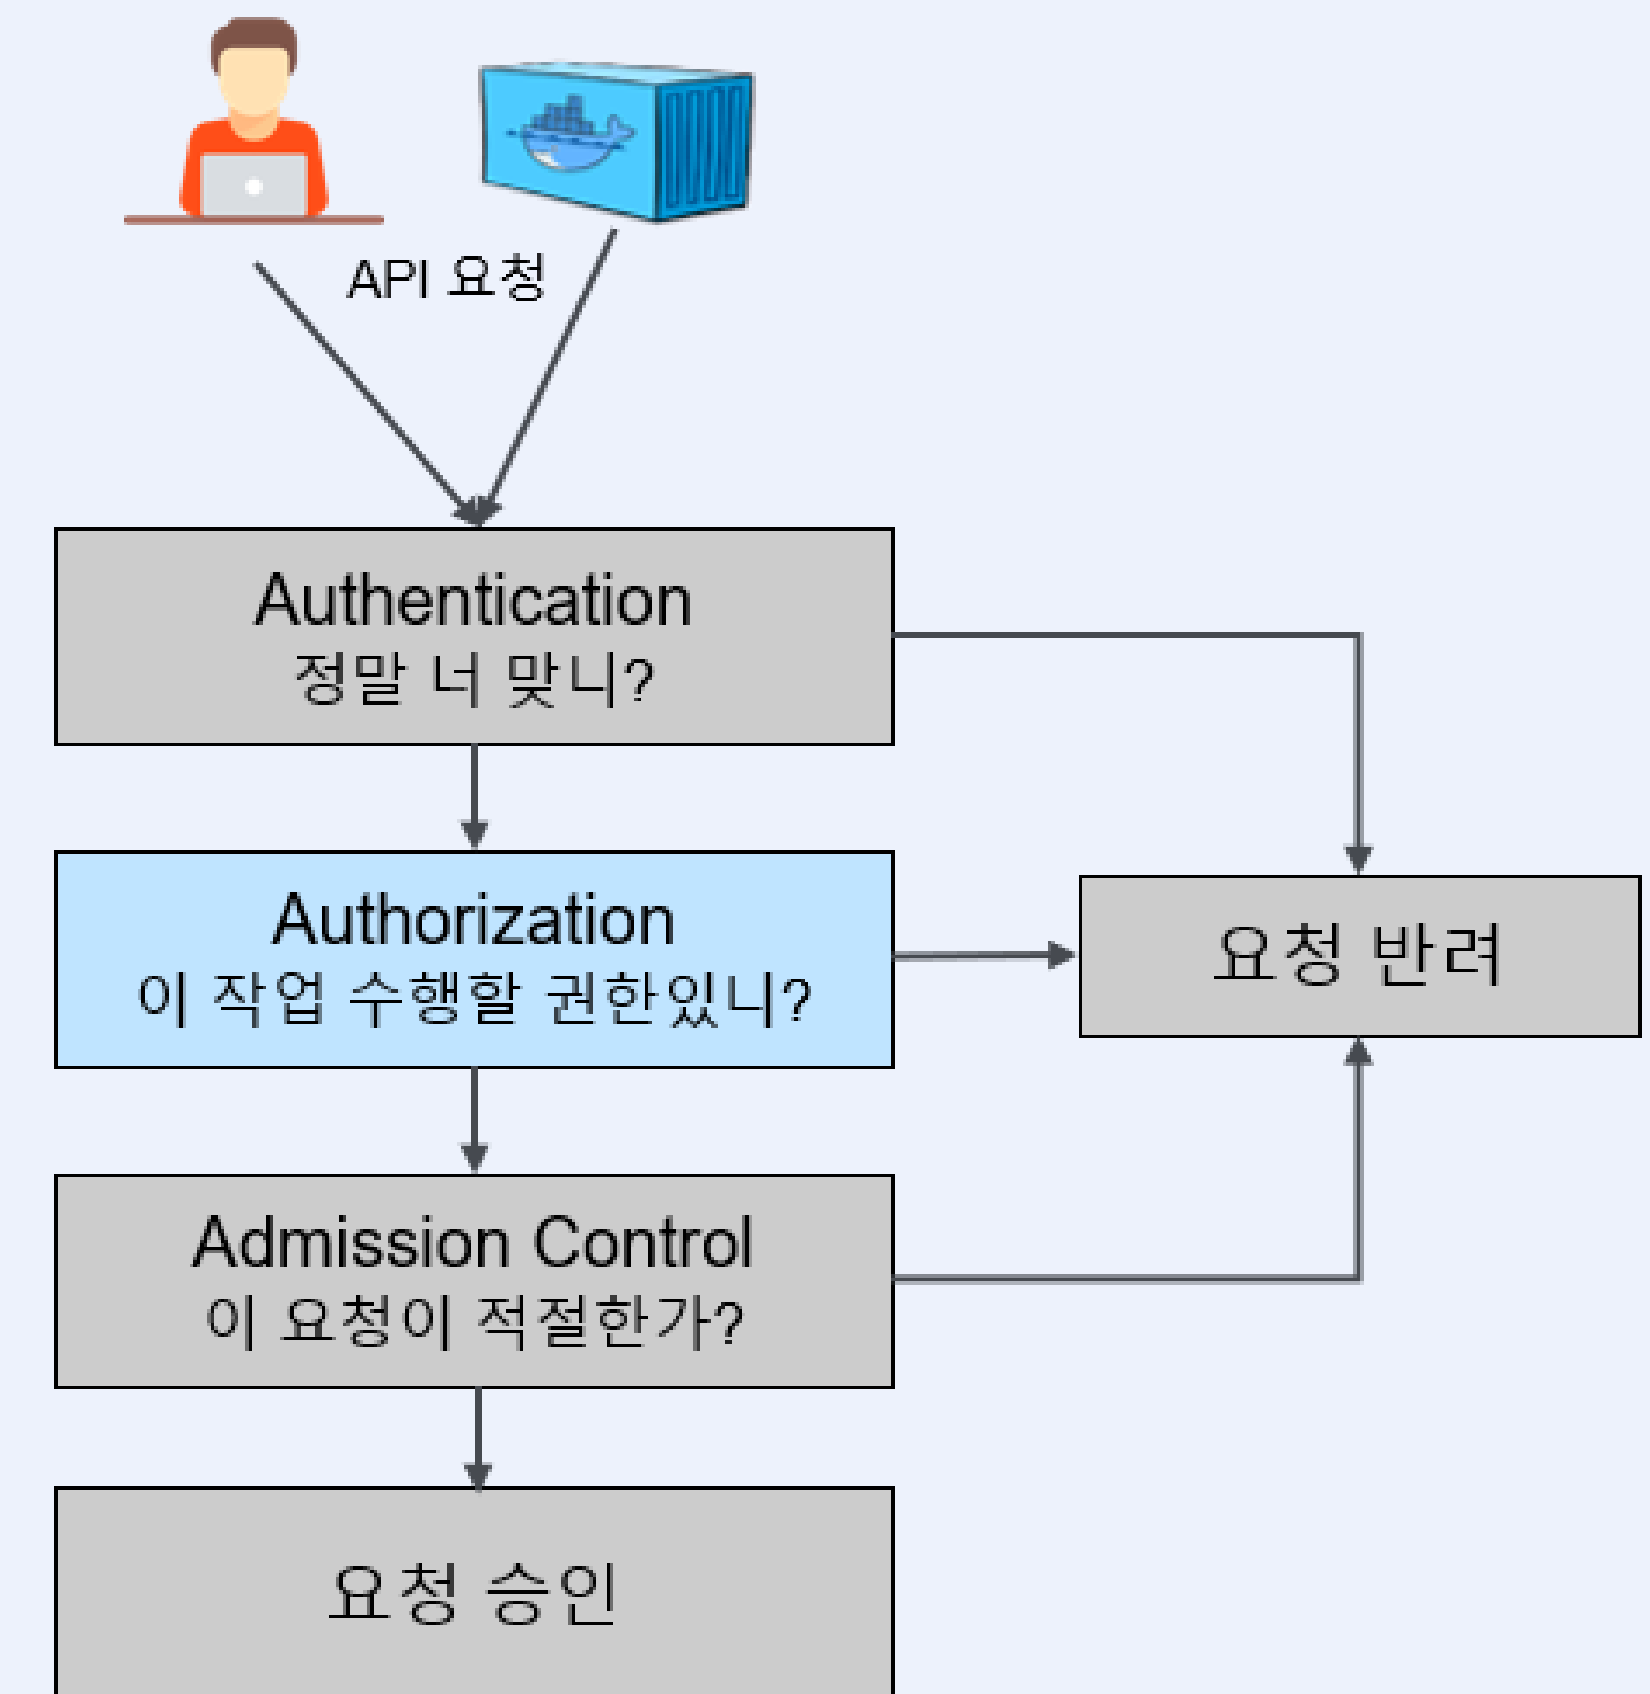 API 요청
Authentication
정말 너 맞니?
Authorization
이 작업 수행할 권한있니?
요청 반려
Admission Control
이 요청이 적절한가?
요청 승인